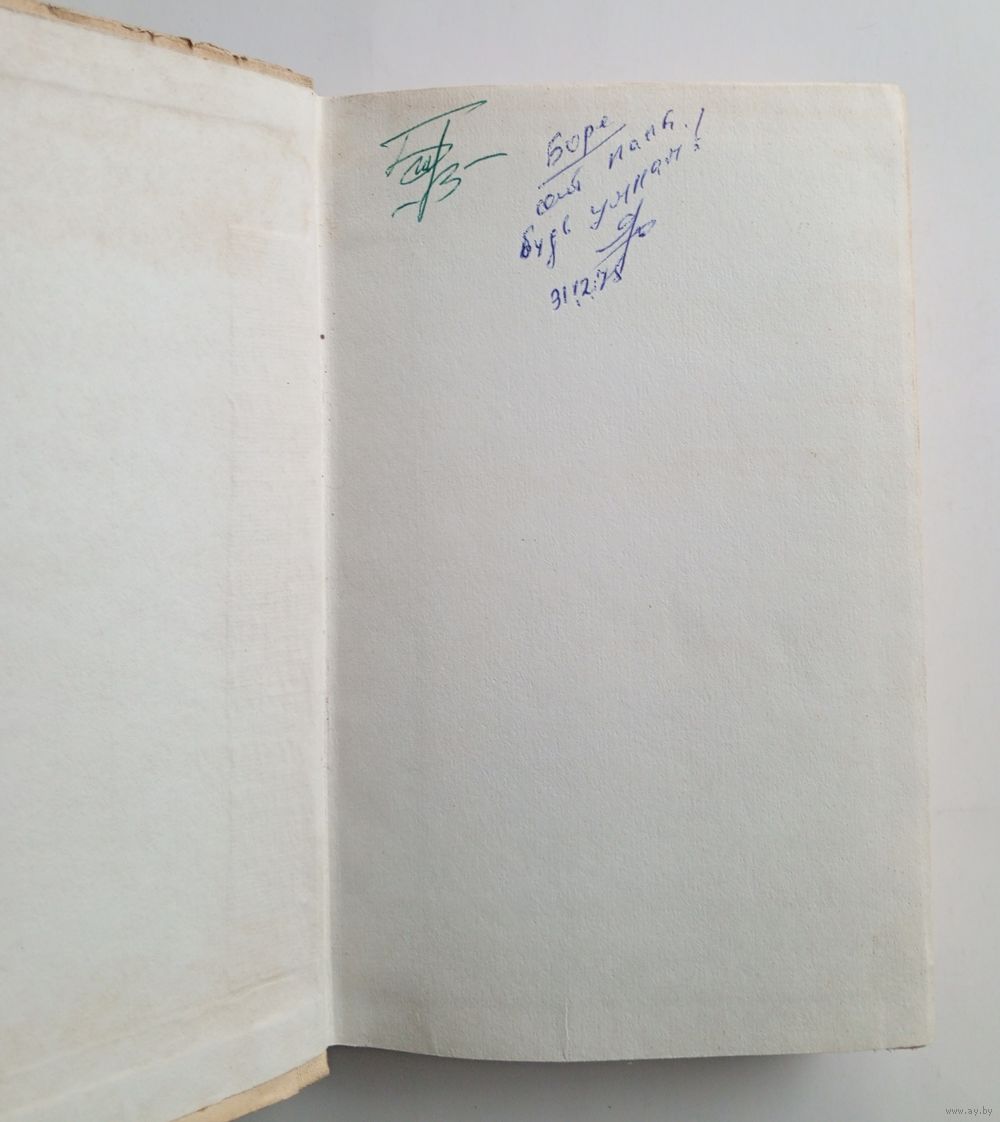 Боре
от папы!
Будь умным!
31.12.78
www.ay.by